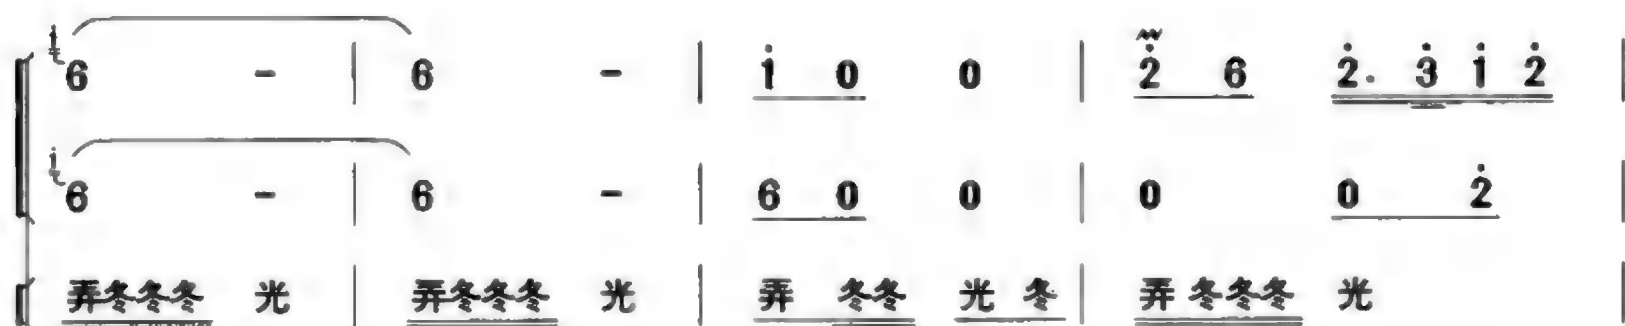 6 - | 6 - | i 0 0 | 2 6 2. 3 i 2 |
6 - | 6 - | 6 0 0 | 0 0 2 |
弄冬冬冬 光 | 弄冬冬冬 光 | 弄 冬冬 光 冬 | 弄 冬冬冬 光 |